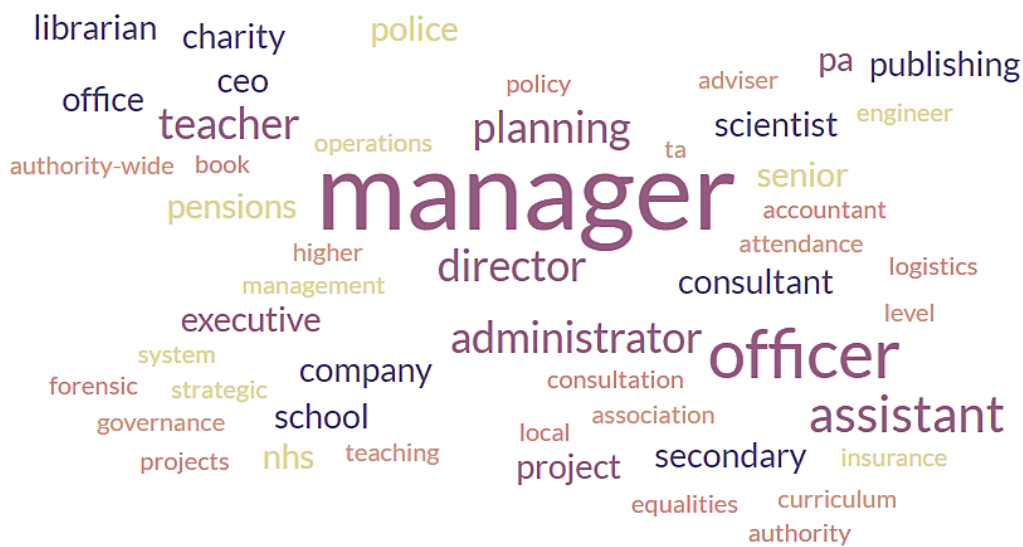 librarian
charity
police
pa
publishing
ceo
policy
adviser
office
teacher
planning
scientist
engineer
operations
ta
authority-wide
book
manager
senior
pensions
accountant
higher
director
attendance
logistics
management
consultant
executive
administrator
level
system
company
officer
forensic
strategic
consultation
governance
school
association
assistant
projects
nhs
teaching
local
project
secondary
insurance
equalities
curriculum
authority